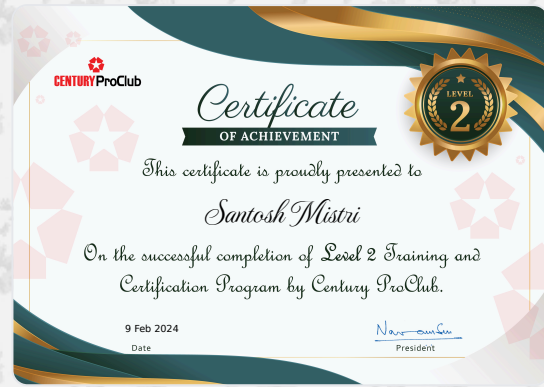 CENTURY ProClub
Certificate
OF ACHIEVEMENT
LEVEL
2
This certificate is proudly presented to
Santosh Mistri
On the successful completion of Level 2 Training and
Certification Program by Century ProClub.
9 Feb 2024
Date
President